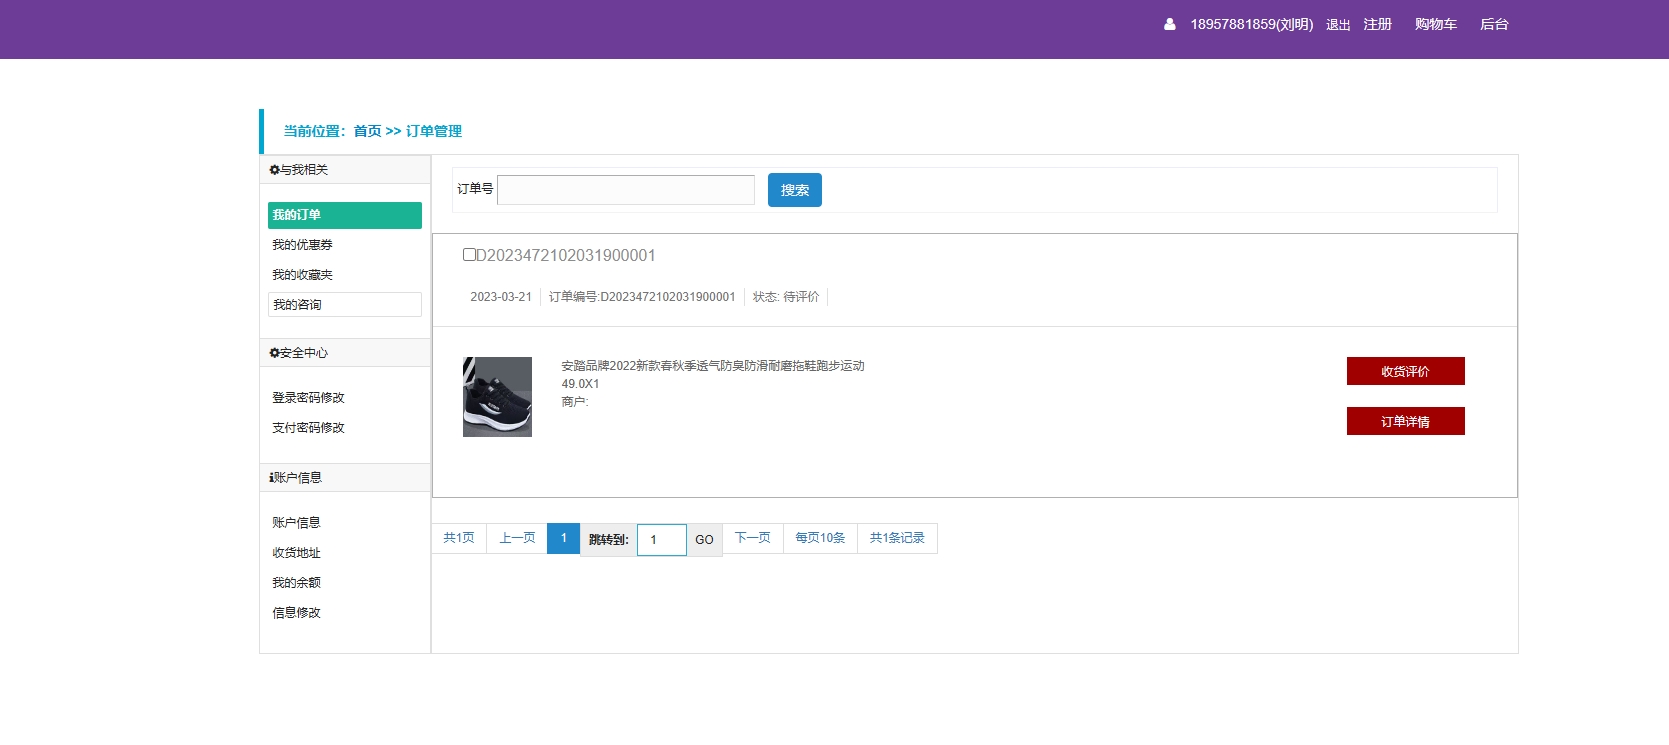 18957881859(刘明) 退出 注册 购物车 后台
当前位置：首页 >> 订单管理
与我相关
我的订单
我的优惠券
我的收藏夹
我的咨询
安全中心
登录密码修改
支付密码修改
账户信息
账户信息
收货地址
我的余额
信息修改
订单号 搜索
D2023472102031900001
2023-03-21 订单编号:D2023472102031900001 状态: 待评价
安踏品牌2022新款春秋季透气防臭防滑耐磨拖鞋跑步运动
49.0X1
商户:
收货评价
订单详情
共1页 上一页 1 跳转到: 1 GO 下一页 每页10条 共1条记录